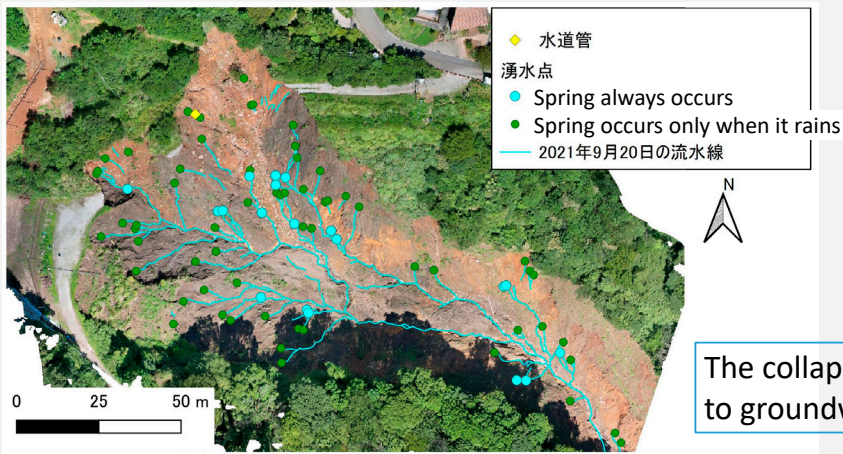 水道管
湧水点
Spring always occurs
Spring occurs only when it rains
2021年9月20日の流水線
N
0 25 50 m
The collap
to groundw